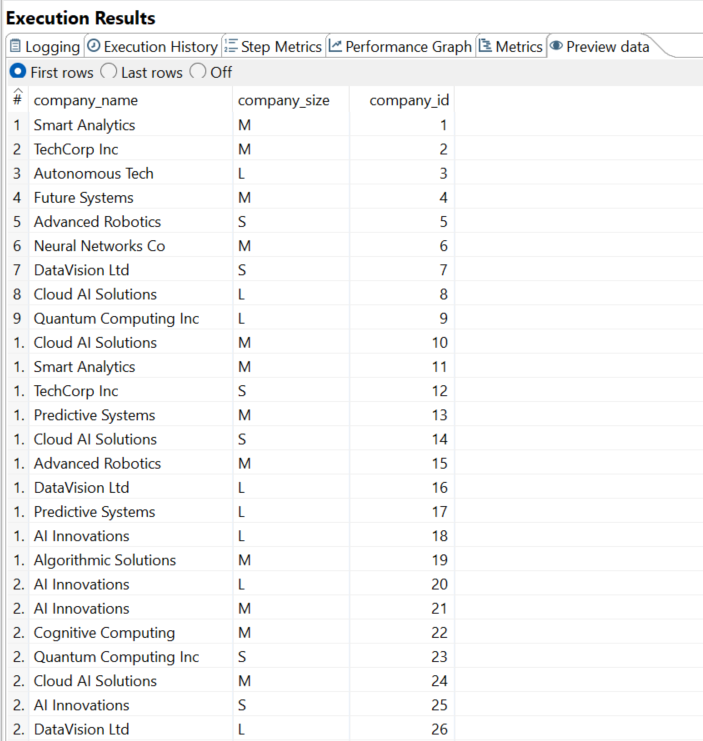 Execution Results
Logging Execution History Step Metrics Performance Graph Metrics Preview data
First rows Last rows Off
# company_name company_size company_id
1 Smart Analytics M 1
2 TechCorp Inc M 2
3 Autonomous Tech L 3
4 Future Systems M 4
5 Advanced Robotics S 5
6 Neural Networks Co M 6
7 DataVision Ltd S 7
8 Cloud AI Solutions L 8
9 Quantum Computing Inc L 9
1. Cloud AI Solutions M 10
1. Smart Analytics M 11
1. TechCorp Inc S 12
1. Predictive Systems M 13
1. Cloud AI Solutions S 14
1. Advanced Robotics M 15
1. DataVision Ltd L 16
1. Predictive Systems L 17
1. AI Innovations L 18
1. Algorithmic Solutions M 19
2. AI Innovations L 20
2. AI Innovations M 21
2. Cognitive Computing M 22
2. Quantum Computing Inc S 23
2. Cloud AI Solutions M 24
2. AI Innovations S 25
2. DataVision Ltd L 26